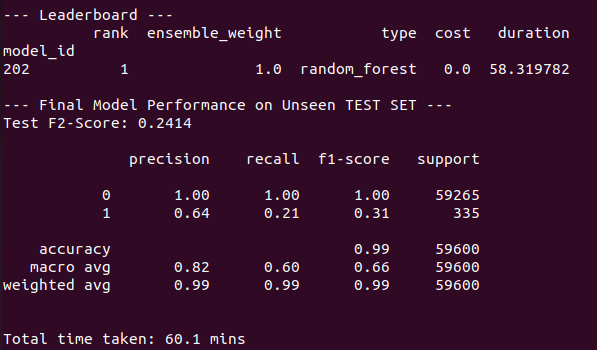 --- Leaderboard ---
rank ensemble_weight type cost duration
model_id
202 1 1.0 random_forest 0.0 58.319782
--- Final Model Performance on Unseen TEST SET ---
Test F2-Score: 0.2414
precision recall f1-score support
0 1.00 1.00 1.00 59265
1 0.64 0.21 0.31 335
accuracy 0.99 59600
macro avg 0.82 0.60 0.66 59600
weighted avg 0.99 0.99 0.99 59600
Total time taken: 60.1 mins